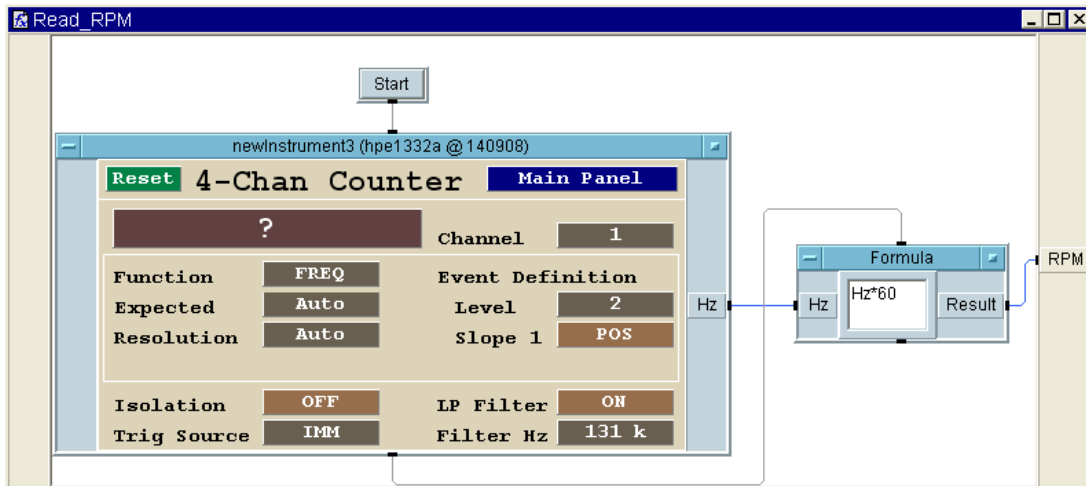 Read_RPM
Start
newInstrument3 (hpe1332a @ 140908)
Reset 4-Chan Counter Main Panel
?
Channel 1
Function FREQ Event Definition
Expected Auto Level 2
Resolution Auto Slope 1 POS
Isolation OFF LP Filter ON
Trig Source IMM Filter Hz 131 k
Hz
Formula
Hz Hz*60 Result
RPM